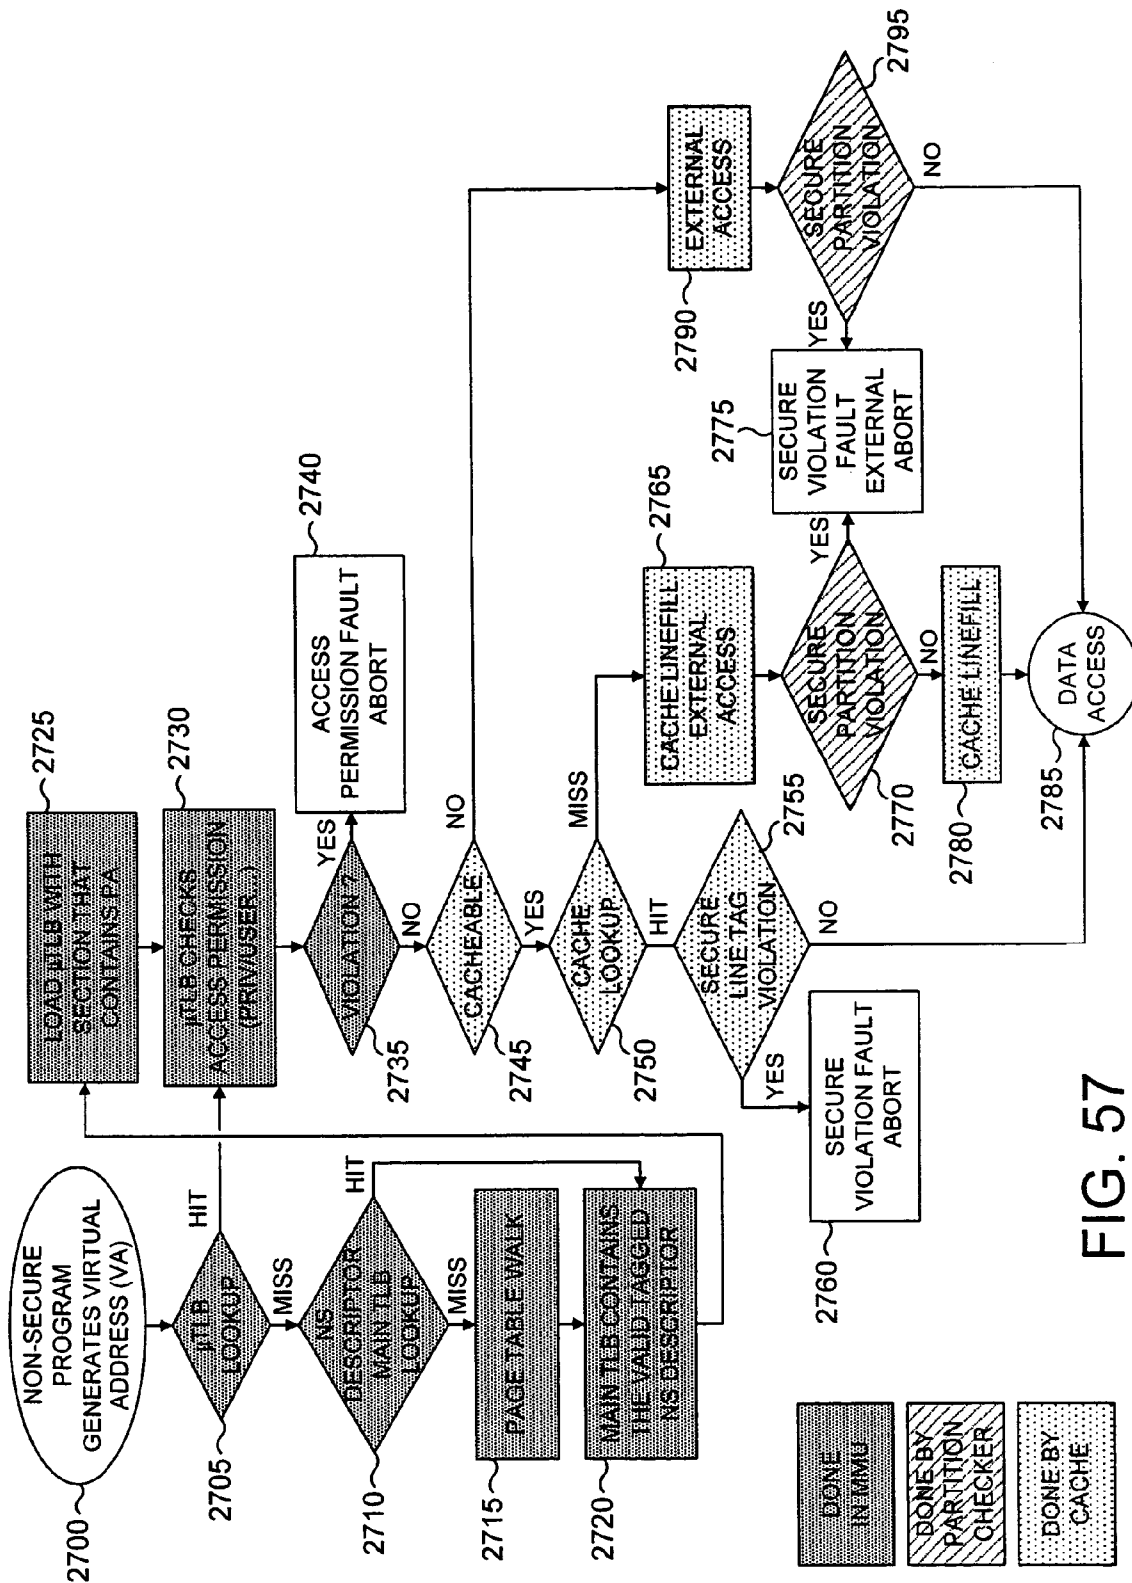 2700
NON-SECURE
PROGRAM
GENERATES VIRTUAL
ADDRESS (VA)
2705
µTLB
LOOKUP
HIT
MISS
2710
NS
DESCRIPTOR
MAIN TLB
LOOKUP
HIT
MISS
2715
PAGE TABLE WALK
2720
MAIN TLB CONTAINS
THE VALID TAGGED
NS DESCRIPTOR
2725
LOAD µTLB WITH
SECTION THAT
CONTAINS PA
2730
µTLB CHECKS
ACCESS PERMISSION
(PRIV/USER...)
2735
VIOLATION ?
YES
NO
2740
ACCESS
PERMISSION FAULT
ABORT
2745
CACHEABLE
NO
YES
2750
CACHE
LOOKUP
MISS
HIT
2755
SECURE
LINE TAG
VIOLATION
YES
NO
2760
SECURE
VIOLATION FAULT
ABORT
2765
CACHE LINEFILL
EXTERNAL
ACCESS
2770
SECURE
PARTITION
VIOLATION
YES
NO
2775
SECURE
VIOLATION
FAULT
EXTERNAL
ABORT
2780
CACHE LINEFILL
2785
DATA
ACCESS
2790
EXTERNAL
ACCESS
2795
SECURE
PARTITION
VIOLATION
YES
NO
DONE
IN MMU
DONE BY
PARTITION
CHECKER
DONE BY
CACHE
FIG. 57